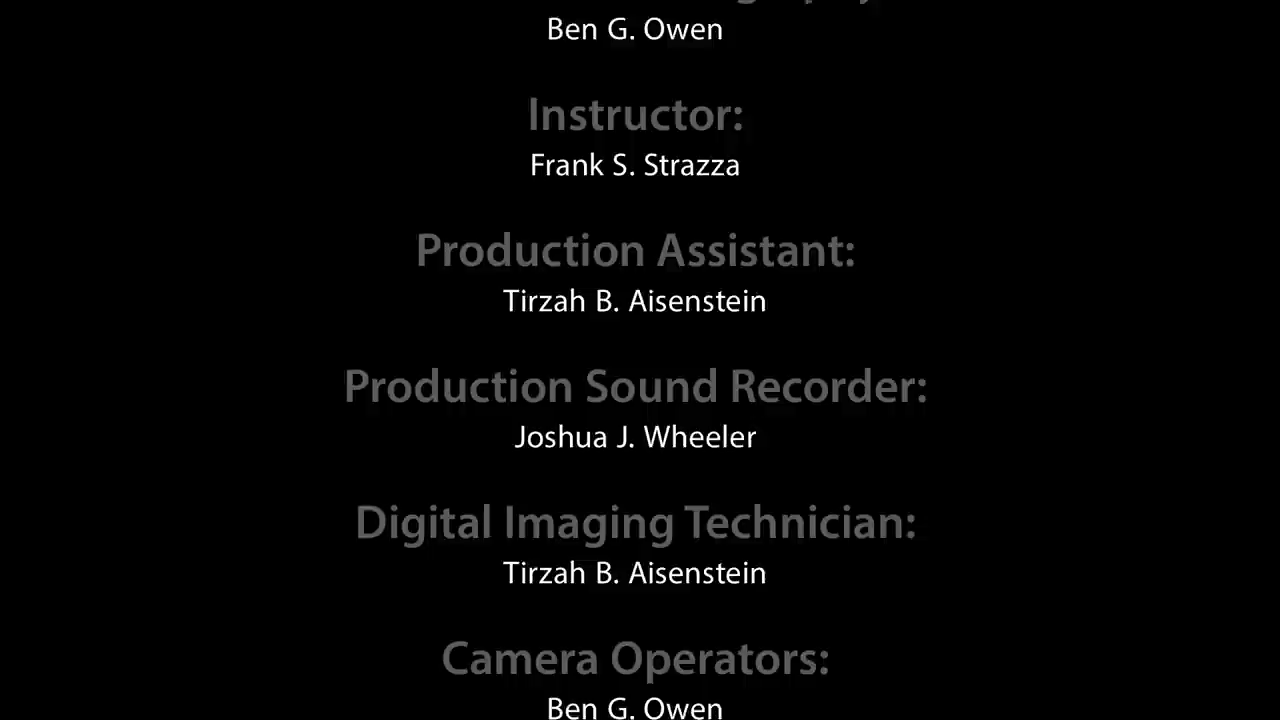 Ben G. Owen
Instructor:
Frank S. Strazza
Production Assistant:
Tirzah B. Aisenstein
Production Sound Recorder:
Joshua J. Wheeler
Digital Imaging Technician:
Tirzah B. Aisenstein
Camera Operators:
Ben G. Owen